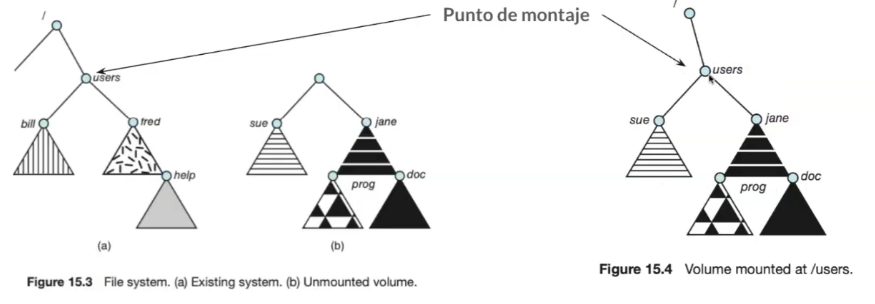 Punto de montaje
/
users
bill
fred
help
(a)
sue
jane
prog
doc
(b)
Figure 15.3 File system. (a) Existing system. (b) Unmounted volume.
/
users
sue
jane
prog
doc
Figure 15.4 Volume mounted at /users.